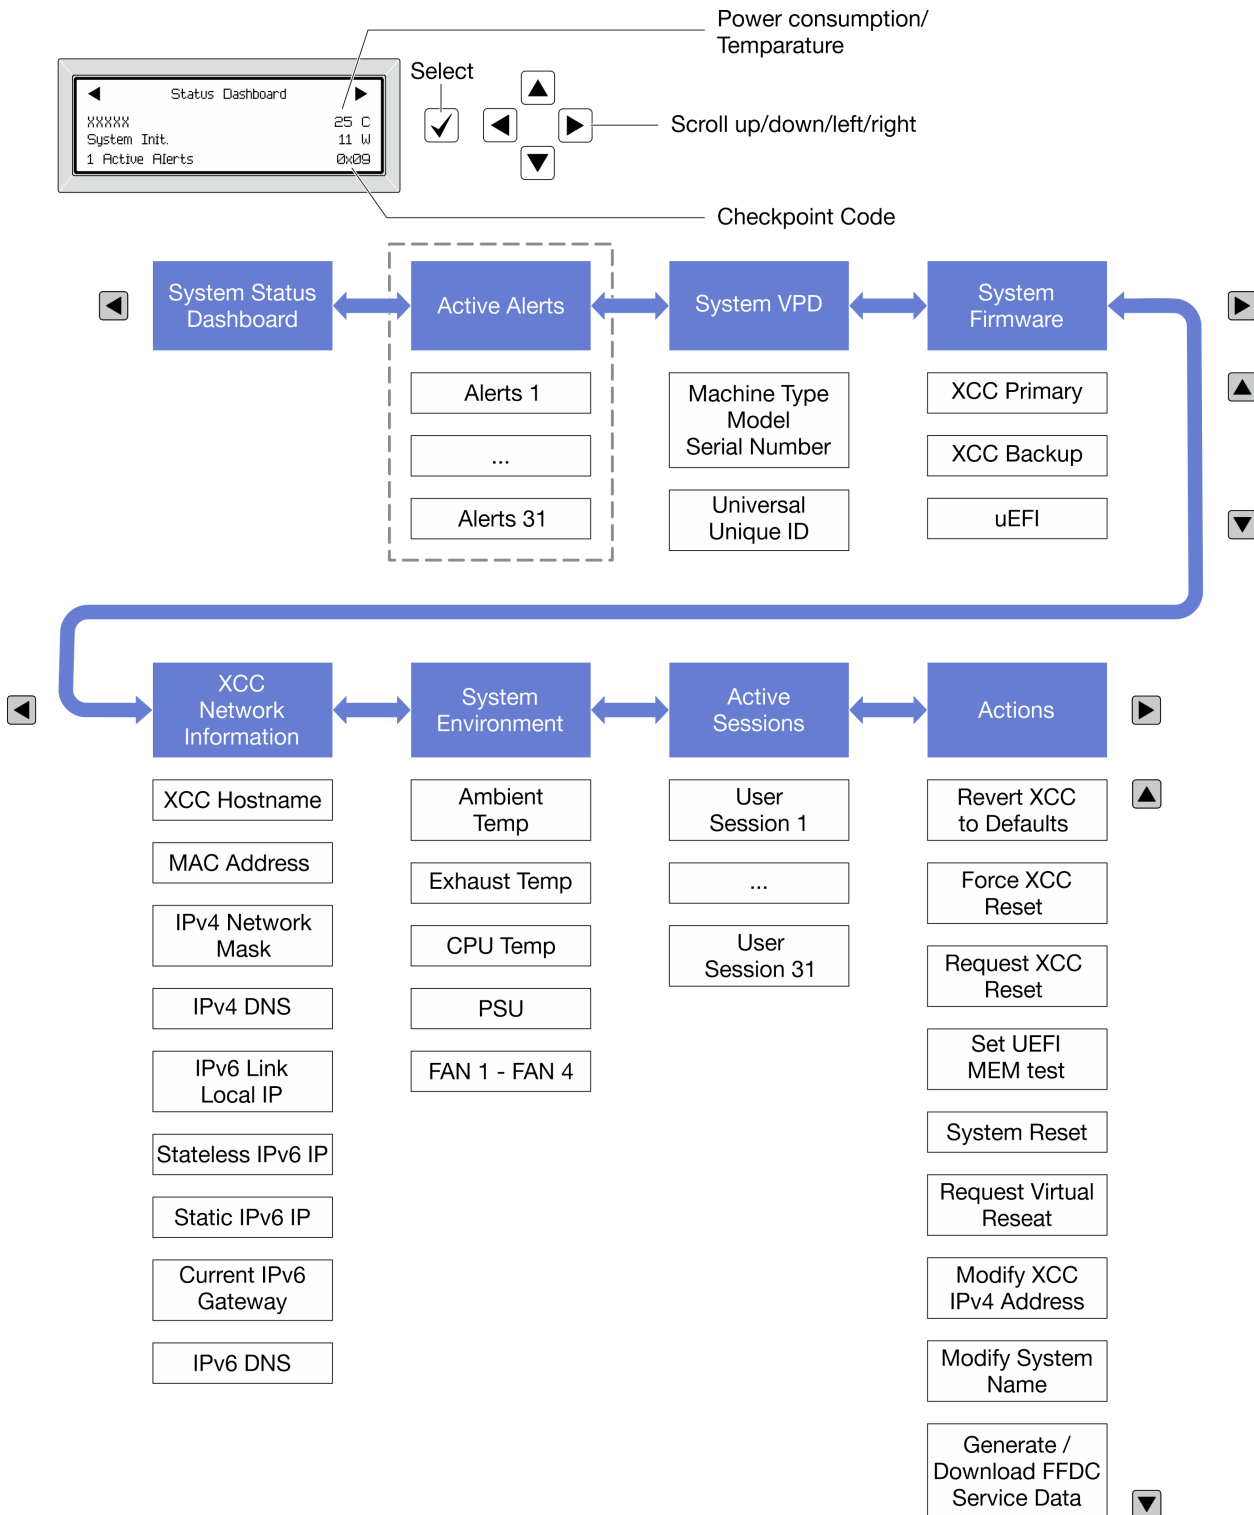 Power consumption/
Temparature
Status Dashboard
XXXXX 25 C
System Init. 11 W
1 Active Alerts 0x09
Select
Scroll up/down/left/right
Checkpoint Code
System Status
Dashboard
Active Alerts
System VPD
System
Firmware
Alerts 1
...
Alerts 31
Machine Type
Model
Serial Number
Universal
Unique ID
XCC Primary
XCC Backup
uEFI
XCC
Network
Information
System
Environment
Active
Sessions
Actions
XCC Hostname
MAC Address
IPv4 Network
Mask
IPv4 DNS
IPv6 Link
Local IP
Stateless IPv6 IP
Static IPv6 IP
Current IPv6
Gateway
IPv6 DNS
Ambient
Temp
Exhaust Temp
CPU Temp
PSU
FAN 1 - FAN 4
User
Session 1
...
User
Session 31
Revert XCC
to Defaults
Force XCC
Reset
Request XCC
Reset
Set UEFI
MEM test
System Reset
Request Virtual
Reseat
Modify XCC
IPv4 Address
Modify System
Name
Generate /
Download FFDC
Service Data